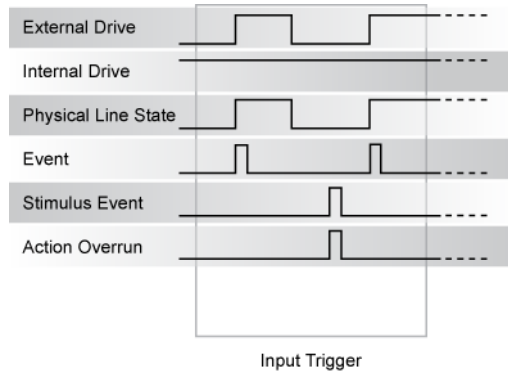 External Drive
Internal Drive
Physical Line State
Event
Stimulus Event
Action Overrun
Input Trigger